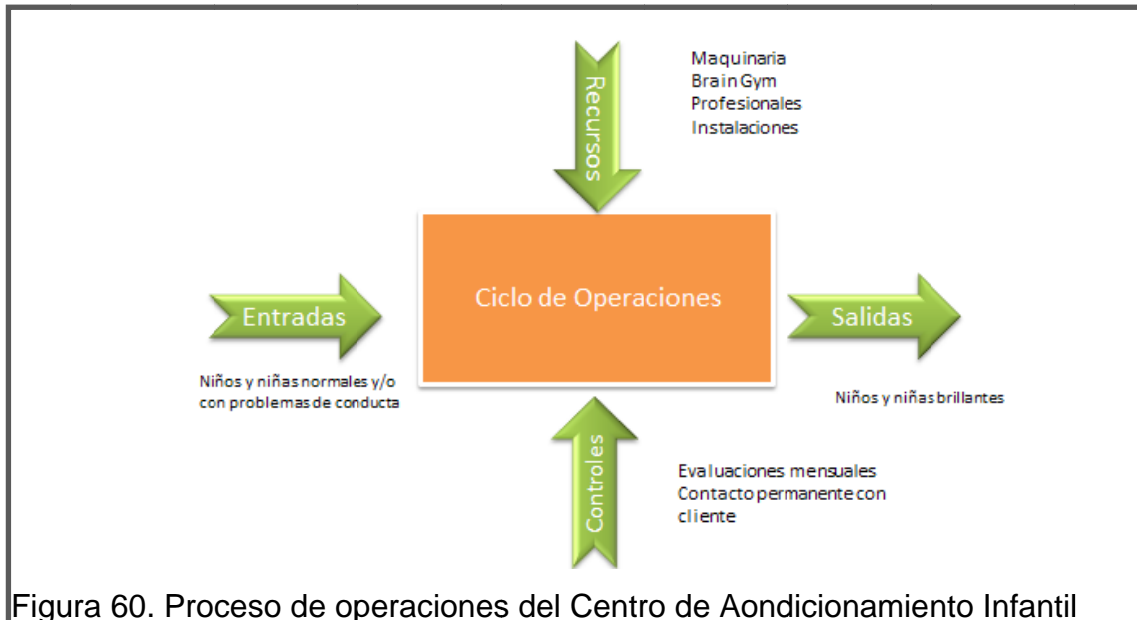 Recursos
Maquinaria
Brain Gym
Profesionales
Instalaciones
Entradas
Niños y niñas normales y/o
con problemas de conducta
Ciclo de Operaciones
Salidas
Niños y niñas brillantes
Controles
Evaluaciones mensuales
Contacto permanente con
cliente
Figura 60. Proceso de operaciones del Centro de Aondicionamiento Infantil